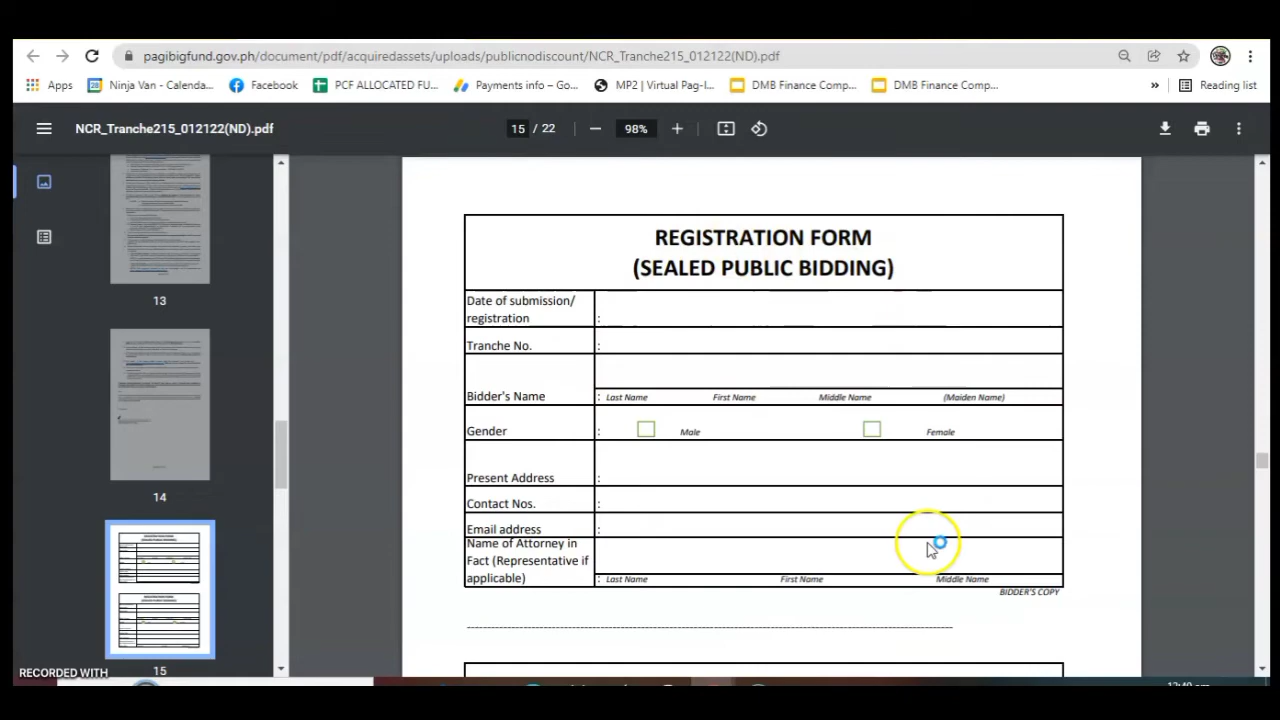 pagibigfund.gov.ph/document/pdf/acquiredassets/uploads/publicnodiscount/NCR_Tranche215_012122(ND).pdf
Apps
Ninja Van - Calenda...
Facebook
PCF ALLOCATED FU...
Payments info – Go...
MP2 | Virtual Pag-I...
DMB Finance Comp...
DMB Finance Comp...
»
Reading list
NCR_Tranche215_012122(ND).pdf
15 / 22
98%
13
14
15
REGISTRATION FORM
(SEALED PUBLIC BIDDING)
Date of submission/
registration :
Tranche No. :
Bidder's Name : Last Name First Name Middle Name (Maiden Name)
Gender : Male Female
Present Address :
Contact Nos. :
Email address :
Name of Attorney in
Fact (Representative if
applicable) : Last Name First Name Middle Name
BIDDER'S COPY
RECORDED WITH